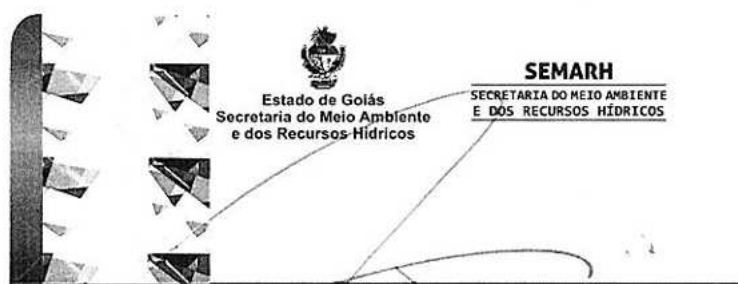 Estado de Goiás
Secretaria do Meio Ambiente
e dos Recursos Hídricos
SEMARH
SECRETARIA DO MEIO AMBIENTE
E DOS RECURSOS HÍDRICOS